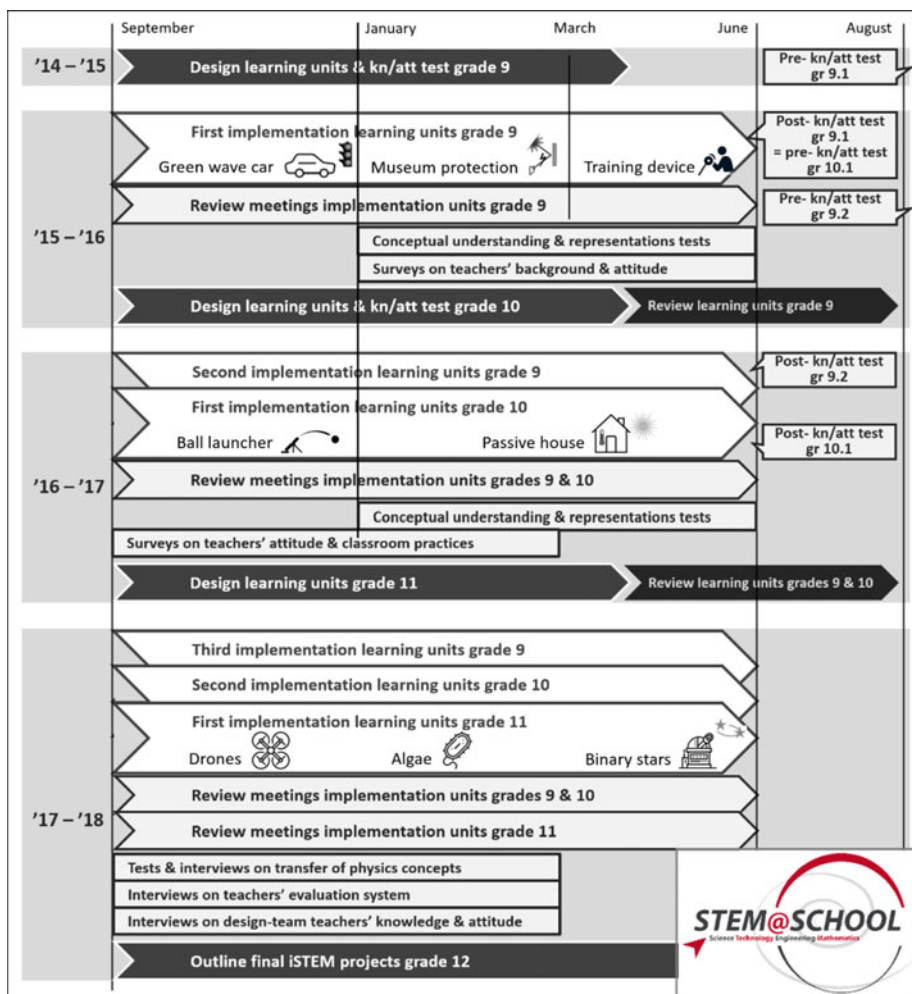 September
January
March
June
August
'14 – '15
Design learning units & kn/att test grade 9
Pre- kn/att test
gr 9.1
'15 – '16
First implementation learning units grade 9
Green wave car
Museum protection
Training device
Post- kn/att test
gr 9.1
= pre- kn/att test
gr 10.1
Review meetings implementation units grade 9
Pre- kn/att test
gr 9.2
Conceptual understanding & representations tests
Surveys on teachers' background & attitude
Design learning units & kn/att test grade 10
Review learning units grade 9
'16 – '17
Second implementation learning units grade 9
Post- kn/att test
gr 9.2
First implementation learning units grade 10
Ball launcher
Passive house
Post- kn/att test
gr 10.1
Review meetings implementation units grades 9 & 10
Conceptual understanding & representations tests
Surveys on teachers' attitude & classroom practices
Design learning units grade 11
Review learning units grades 9 & 10
'17 – '18
Third implementation learning units grade 9
Second implementation learning units grade 10
First implementation learning units grade 11
Drones
Algae
Binary stars
Review meetings implementation units grades 9 & 10
Review meetings implementation units grade 11
Tests & interviews on transfer of physics concepts
Interviews on teachers' evaluation system
Interviews on design-team teachers' knowledge & attitude
Outline final iSTEM projects grade 12
STEM@SCHOOL
Science Technology Engineering Mathematics